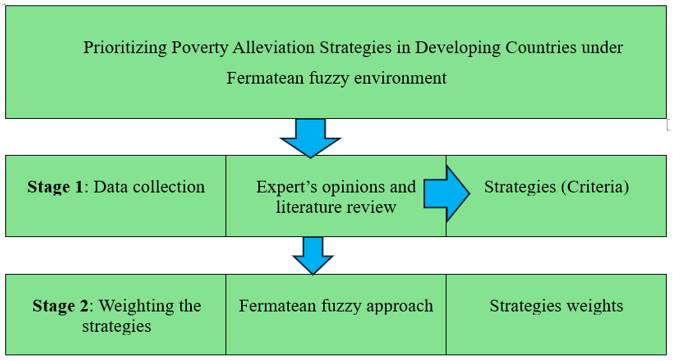 Prioritizing Poverty Alleviation Strategies in Developing Countries under
Fermatean fuzzy environment
Stage 1: Data collection
Expert's opinions and
literature review
Strategies (Criteria)
Stage 2: Weighting the
strategies
Fermatean fuzzy approach
Strategies weights